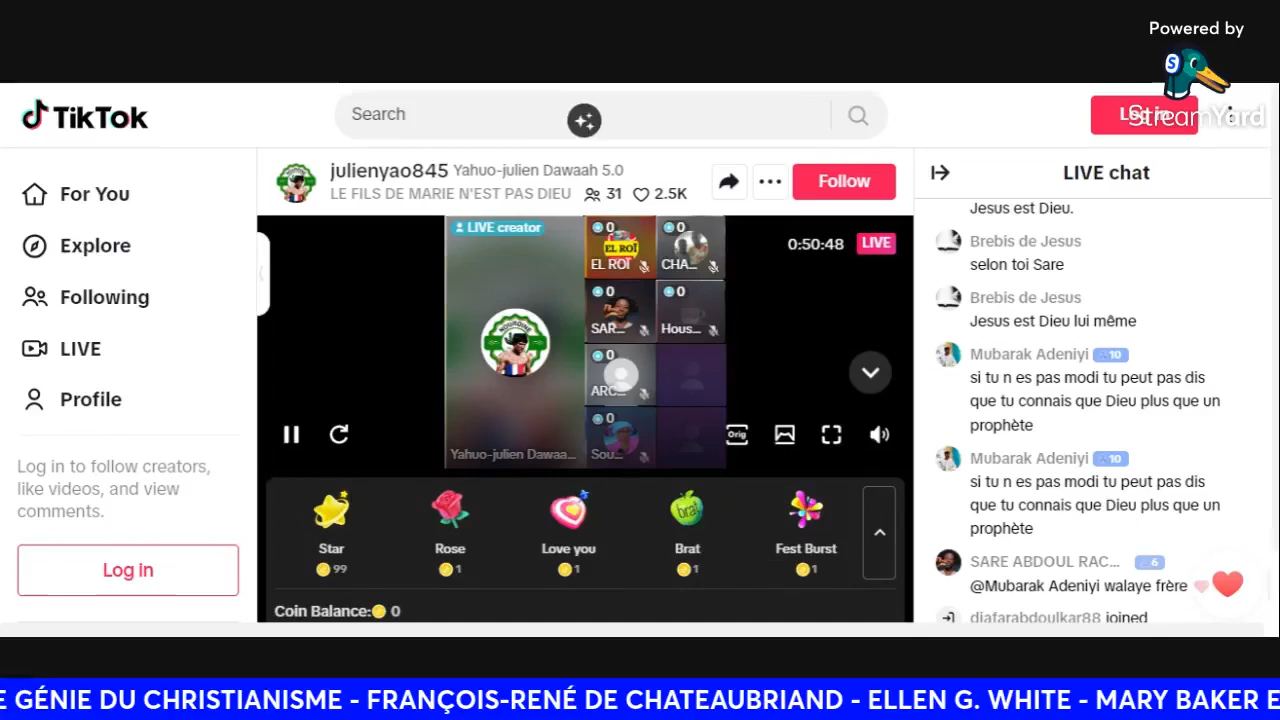 Powered by
StreamYard
TikTok
Search
Log in
For You
Explore
Following
LIVE
Profile
Log in to follow creators,
like videos, and view
comments.
Log in
julienyao845 Yahuo-julien Dawaah 5.0
LE FILS DE MARIE N'EST PAS DIEU 31 2.5K
Follow
LIVE creator
0
0
EL ROÏ
EL ROÏ
CHA...
0
0
SAR...
Hous...
0
ARC...
0
Yahuo-julien Dawaa...
Sou...
0:50:48 LIVE
Orig
Star
99
Rose
1
Love you
1
Brat
1
Fest Burst
1
Coin Balance: 0
LIVE chat
Jesus est Dieu.
Brebis de Jesus
selon toi Sare
Brebis de Jesus
Jesus est Dieu lui même
Mubarak Adeniyi 10
si tu n es pas modi tu peut pas dis
que tu connais que Dieu plus que un
prophète
Mubarak Adeniyi 10
si tu n es pas modi tu peut pas dis
que tu connais que Dieu plus que un
prophète
SARE ABDOUL RAC... 6
@Mubarak Adeniyi walaye frère
diafarabdoulkar88 joined
E GÉNIE DU CHRISTIANISME - FRANÇOIS-RENÉ DE CHATEAUBRIAND - ELLEN G. WHITE - MARY BAKER E